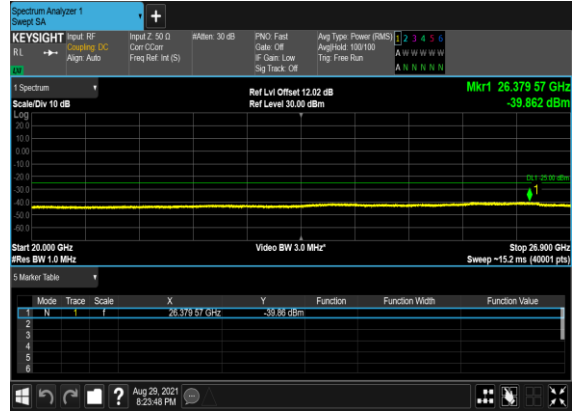 Spectrum Analyzer 1
Swept SA
+
KEYSIGHT Input: RF Input Z: 50 Ω #Atten: 30 dB PNO: Fast Avg Type: Power (RMS) 1 2 3 4 5 6
RL Coupling: DC Corr CCorr Gate: Off Avg|Hold: 100/100 A W W W W W
Align: Auto Freq Ref: Int (S) IF Gain: Low Trig: Free Run
Sig Track: Off A N N N N N
LW
1 Spectrum Ref Lvl Offset 12.02 dB Mkr1 26.379 57 GHz
Scale/Div 10 dB Ref Level 30.00 dBm -39.862 dBm
Log
20.0
10.0
0.00
-10.0
-20.0 DL1 -25.00 dBm
-30.0 1
-40.0
-50.0
-60.0
Start 20.000 GHz Video BW 3.0 MHz* Stop 26.900 GHz
#Res BW 1.0 MHz Sweep ~15.2 ms (40001 pts)
5 Marker Table
Mode Trace Scale X Y Function Function Width Function Value
1 N 1 f 26.379 57 GHz -39.86 dBm
2
3
4
5
6
? Aug 29, 2021
8:23:48 PM